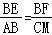 BE/AB = BF/CM